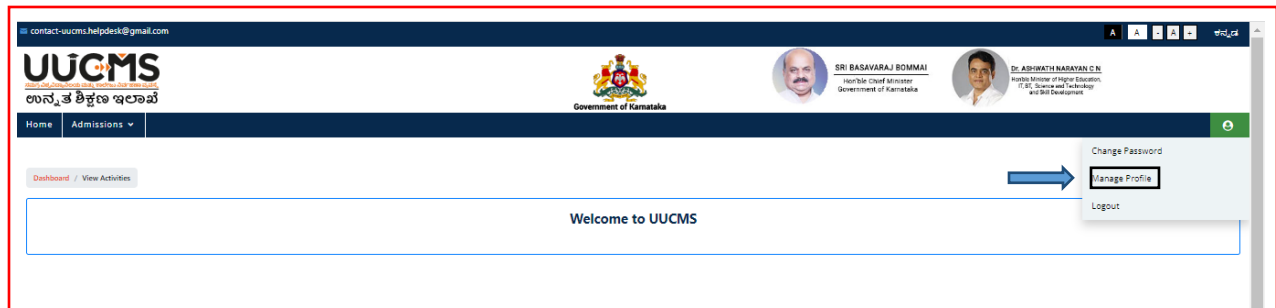 contact-uucms.helpdesk@gmail.com
A A - A + ಕನ್ನಡ
UUCMS
ಉನ್ನತ ಶಿಕ್ಷಣ ಇಲಾಖೆ
Government of Karnataka
SRI BASAVARAJ BOMMAI
Hon'ble Chief Minister
Government of Karnataka
Dr. ASHWATH NARAYAN C N
Hon'ble Minister of Higher Education,
IT, BT, Science and Technology
and Skill Development
Home Admissions
Change Password
Manage Profile
Logout
Dashboard / View Activities
Welcome to UUCMS